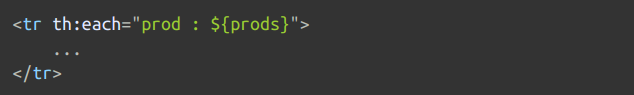 <tr th:each="prod : ${prods}">
    ...
</tr>